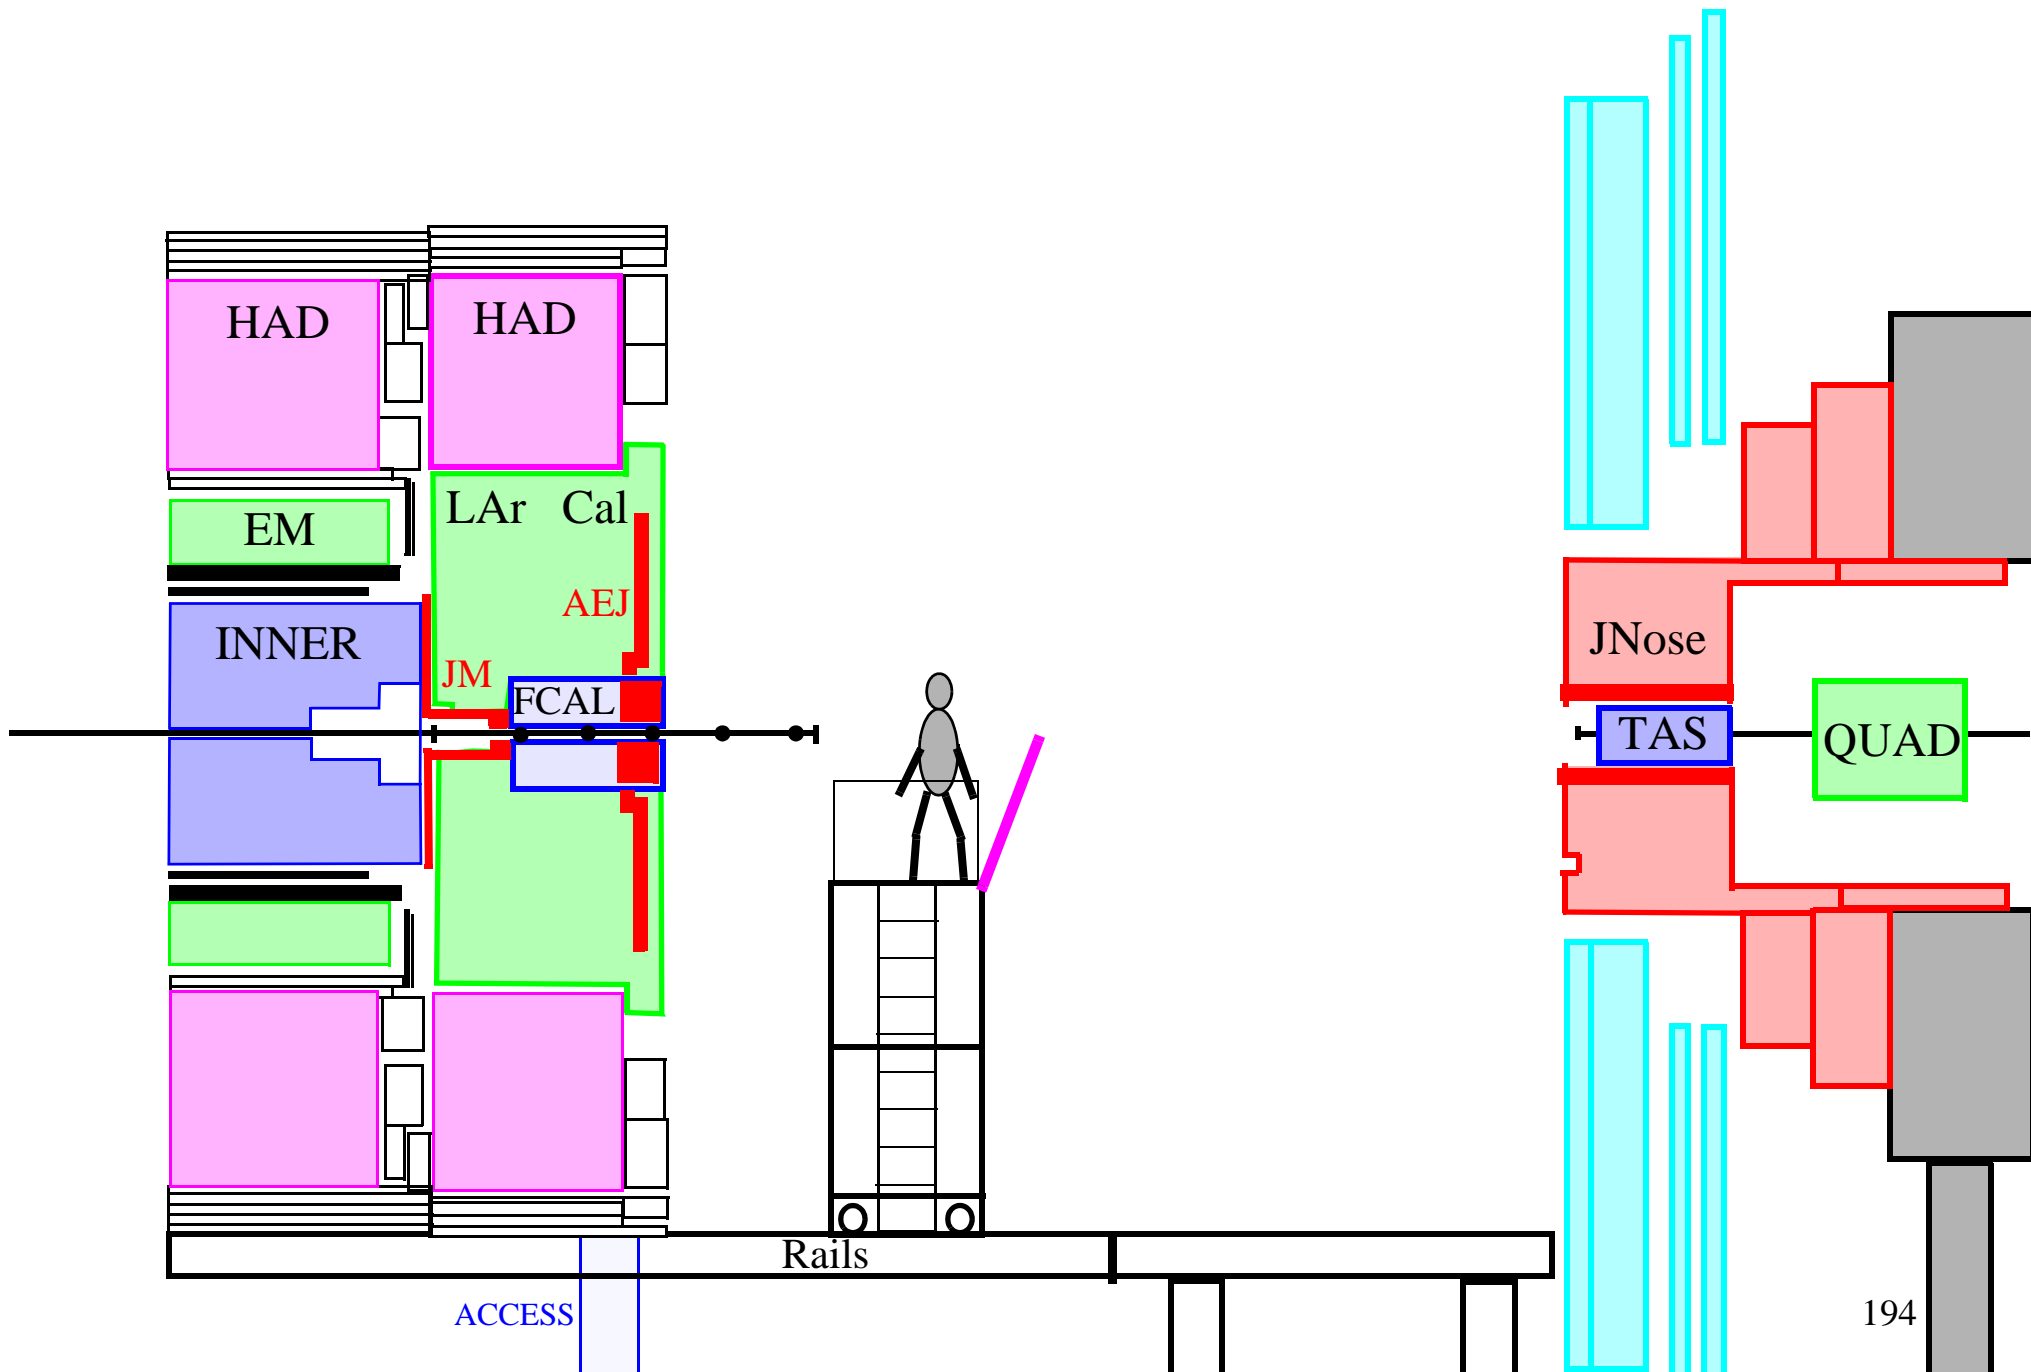 HAD
HAD
LAr Cal
EM
AEJ
INNER
JNose
JM
FCAL
TAS
QUAD
Rails
ACCESS
194